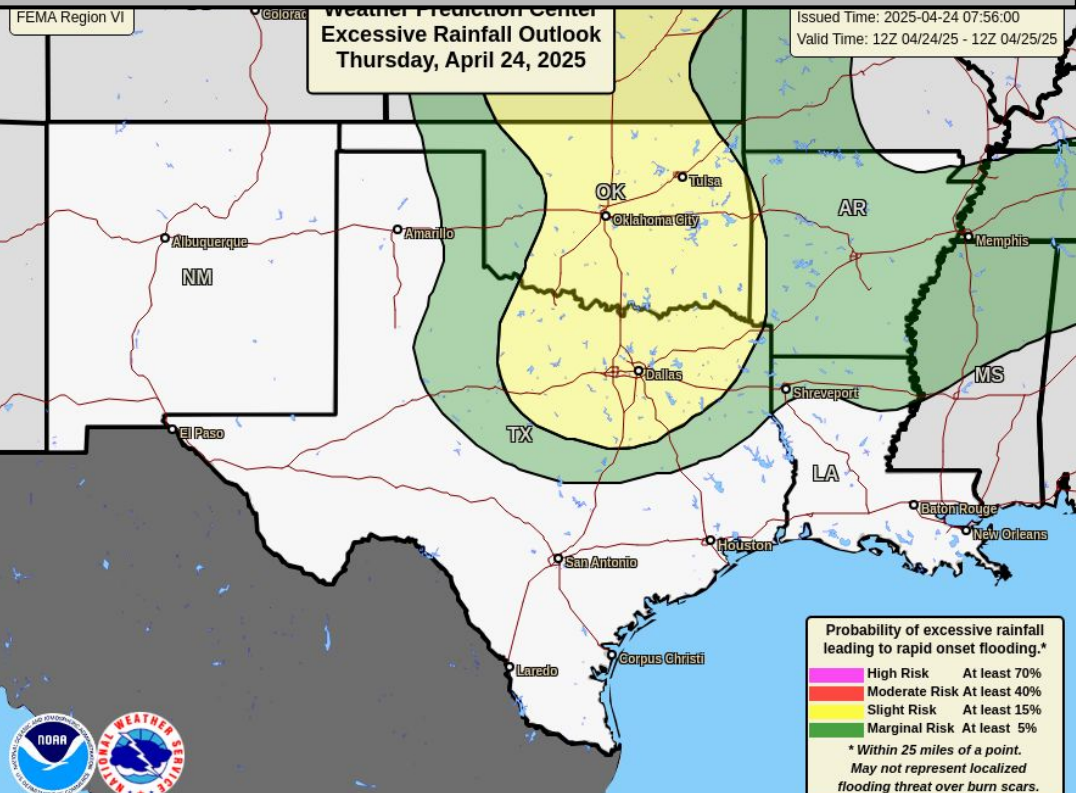 FEMA Region VI
Colorad
Weather Prediction Center
Excessive Rainfall Outlook
Thursday, April 24, 2025
Issued Time: 2025-04-24 07:56:00
Valid Time: 12Z 04/24/25 - 12Z 04/25/25
Tulsa
OK
Oklahoma City
AR
Amarillo
Albuquerque
Memphis
NM
Dallas
MS
Shreveport
El Paso
TX
LA
Baton Rouge
New Orleans
Houston
San Antonio
Corpus Christi
Laredo
Probability of excessive rainfall
leading to rapid onset flooding.*
High Risk At least 70%
Moderate Risk At least 40%
Slight Risk At least 15%
Marginal Risk At least 5%
* Within 25 miles of a point.
May not represent localized
flooding threat over burn scars.
NOAA
NATIONAL WEATHER SERVICE